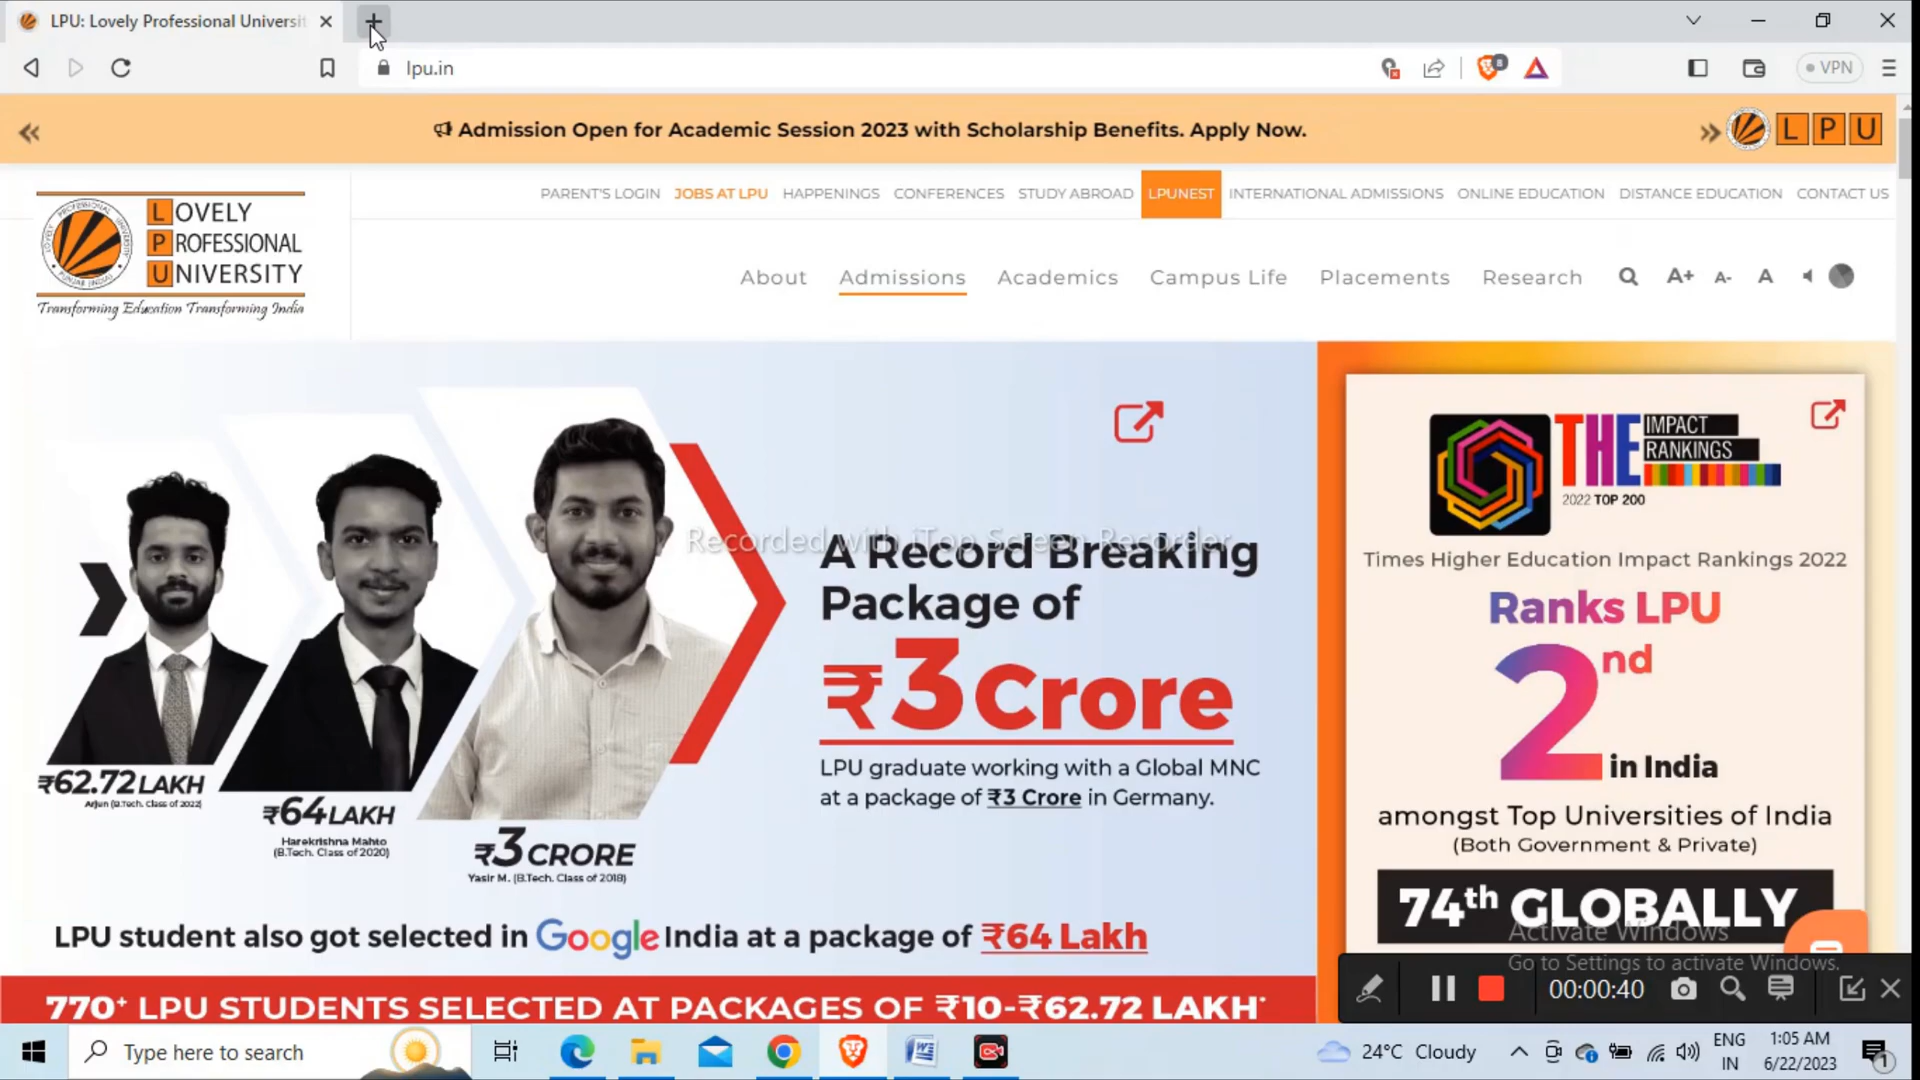 LPU: Lovely Professional Universit
lpu.in
8
VPN
Admission Open for Academic Session 2023 with Scholarship Benefits. Apply Now.
LPU
PARENT'S LOGIN JOBS AT LPU HAPPENINGS CONFERENCES STUDY ABROAD LPUNEST INTERNATIONAL ADMISSIONS ONLINE EDUCATION DISTANCE EDUCATION CONTACT US
LOVELY
PROFESSIONAL
UNIVERSITY
Transforming Education Transforming India
About Admissions Academics Campus Life Placements Research A+ A- A
THE IMPACT
RANKINGS
2022 TOP 200
Times Higher Education Impact Rankings 2022
Ranks LPU
2nd
in India
amongst Top Universities of India
(Both Government & Private)
74th GLOBALLY
Recorded with iTop Screen Recorder
A Record Breaking
Package of
₹3 Crore
LPU graduate working with a Global MNC
at a package of ₹3 Crore in Germany.
₹62.72 LAKH
Arjun (B.Tech. Class of 2022)
₹64 LAKH
Harekrishna Mahto
(B.Tech. Class of 2020)
₹3 CRORE
Yasir M. (B.Tech. Class of 2018)
LPU student also got selected in Google India at a package of ₹64 Lakh
770+ LPU STUDENTS SELECTED AT PACKAGES OF ₹10-₹62.72 LAKH*
Activate Windows
Go to Settings to activate Windows.
00:00:40
Type here to search
24°C Cloudy
ENG
IN
1:05 AM
6/22/2023
1